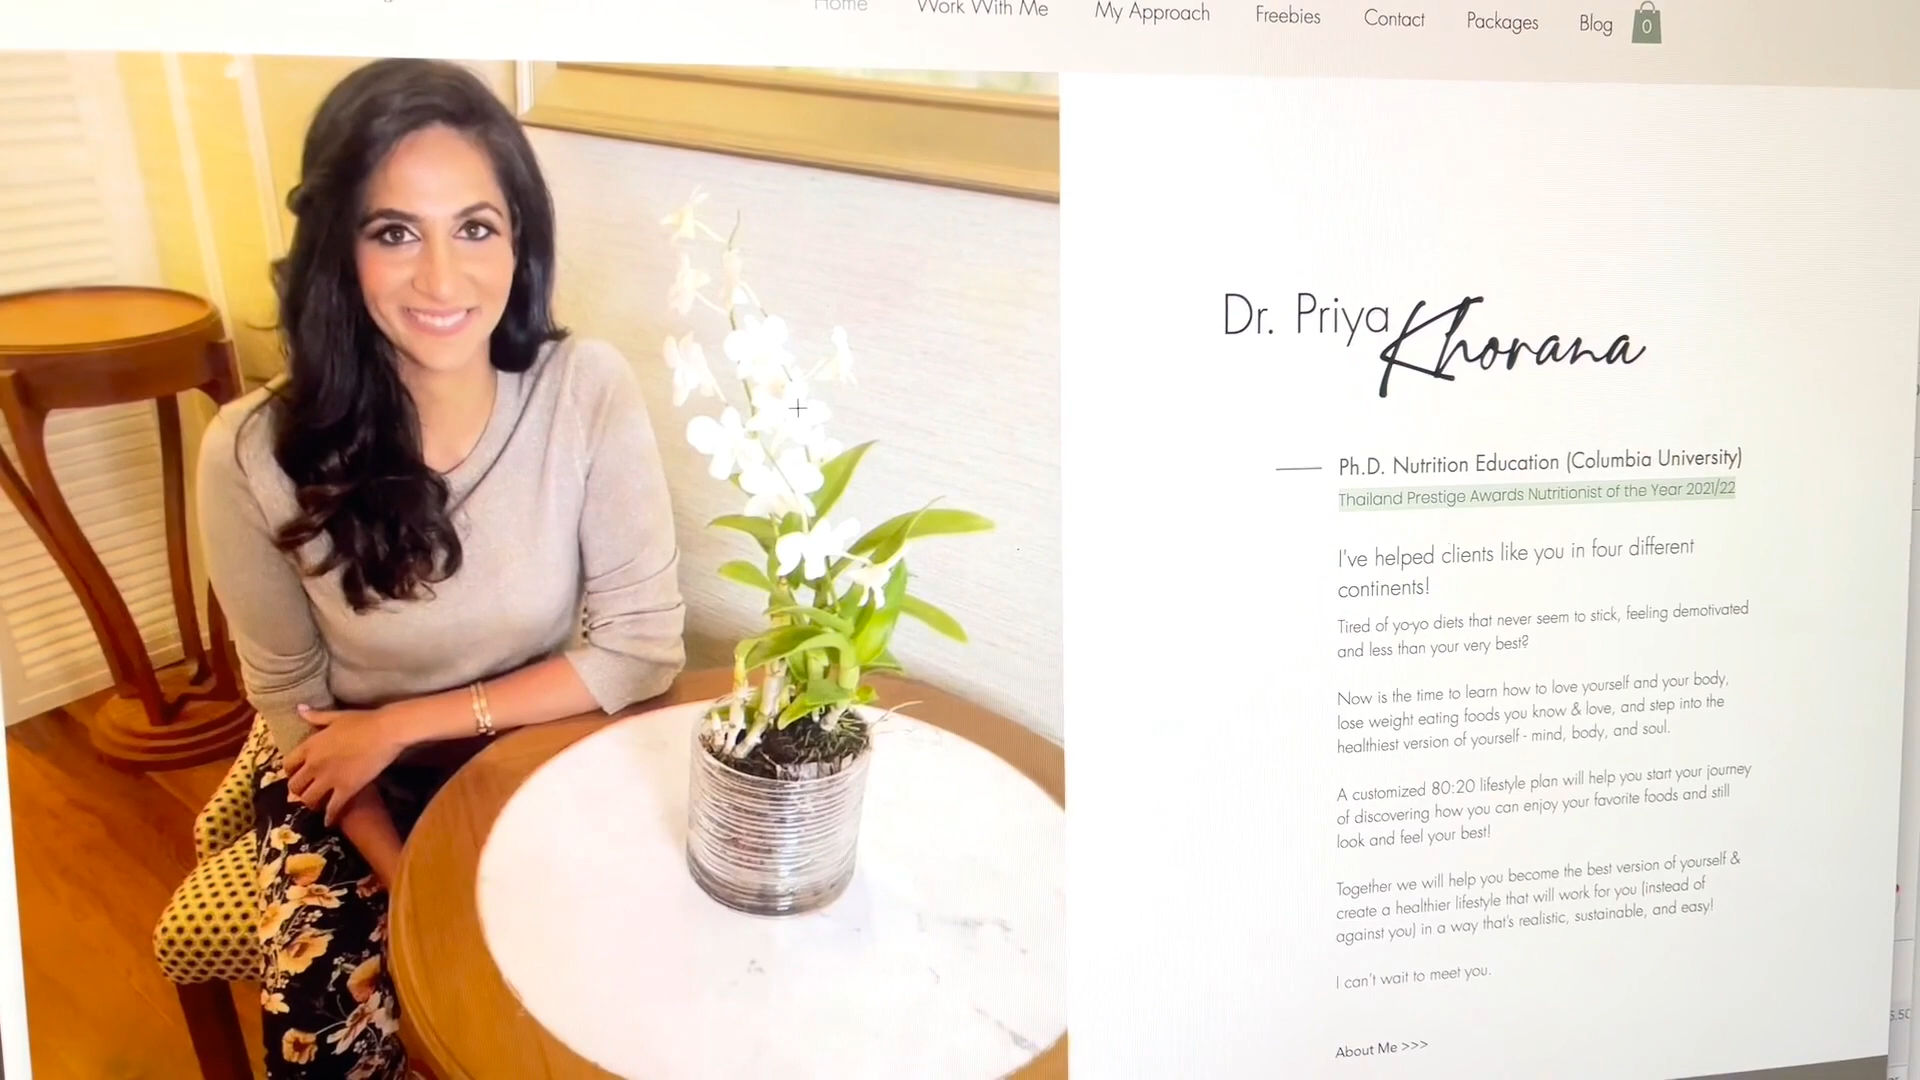 Home Work With Me My Approach Freebies Contact Packages Blog 0
Dr. Priya Khorana
Ph.D. Nutrition Education (Columbia University)
Thailand Prestige Awards Nutritionist of the Year 2021/22
I've helped clients like you in four different
continents!
Tired of yo-yo diets that never seem to stick, feeling demotivated
and less than your very best?
Now is the time to learn how to love yourself and your body,
lose weight eating foods you know & love, and step into the
healthiest version of yourself - mind, body, and soul.
A customized 80:20 lifestyle plan will help you start your journey
of discovering how you can enjoy your favorite foods and still
look and feel your best!
Together we will help you become the best version of yourself &
create a healthier lifestyle that will work for you (instead of
against you) in a way that's realistic, sustainable, and easy!
I can't wait to meet you.
About Me >>>